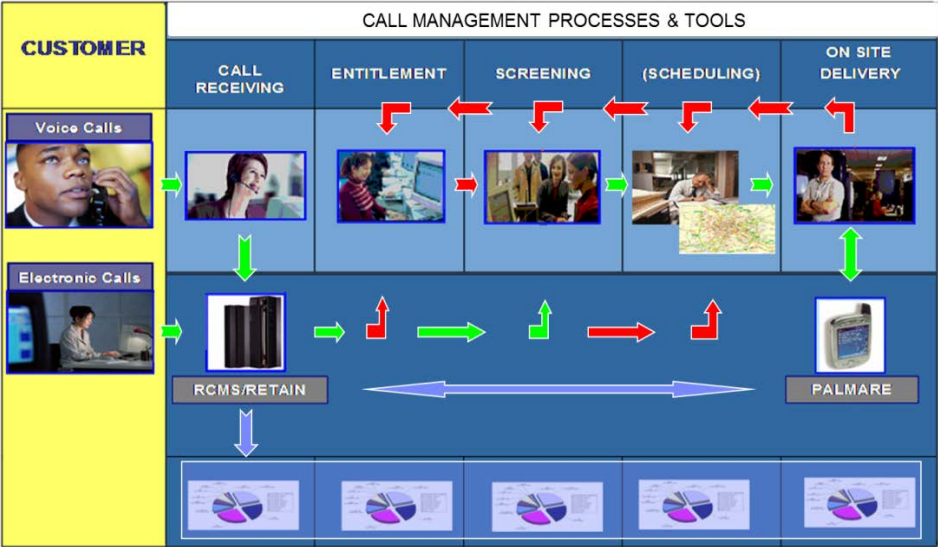 CALL MANAGEMENT PROCESSES & TOOLS
CUSTOMER
CALL
RECEIVING
ENTITLEMENT
SCREENING
(SCHEDULING)
ON SITE
DELIVERY
Voice Calls
Electronic Calls
RCMS/RETAIN
PALMARE